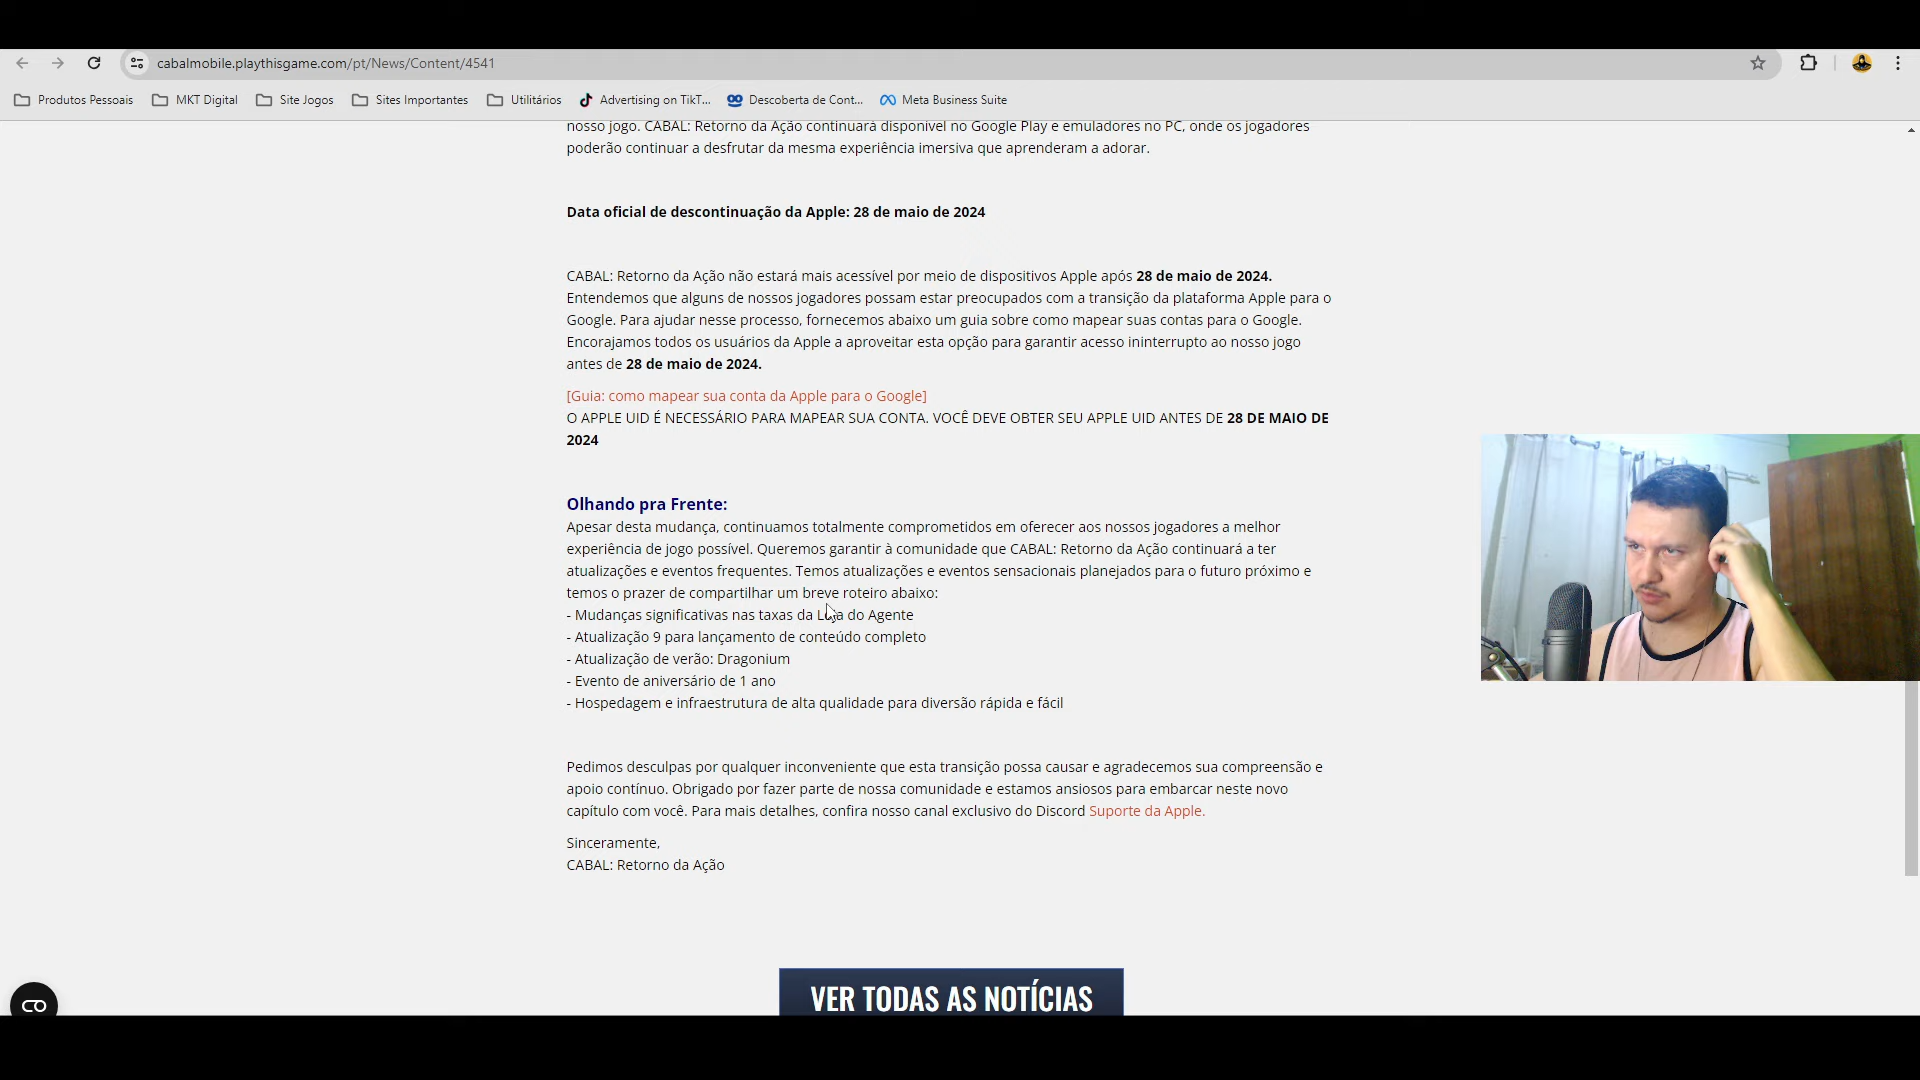 cabalmobile.playthisgame.com/pt/News/Content/4541
Produtos Pessoais
MKT Digital
Site Jogos
Sites Importantes
Utilitários
Advertising on TikT...
Descoberta de Cont...
Meta Business Suite
nosso jogo. CABAL: Retorno da Ação continuará disponível no Google Play e emuladores no PC, onde os jogadores
poderão continuar a desfrutar da mesma experiência imersiva que aprenderam a adorar.
Data oficial de descontinuação da Apple: 28 de maio de 2024
CABAL: Retorno da Ação não estará mais acessível por meio de dispositivos Apple após 28 de maio de 2024.
Entendemos que alguns de nossos jogadores possam estar preocupados com a transição da plataforma Apple para o
Google. Para ajudar nesse processo, fornecemos abaixo um guia sobre como mapear suas contas para o Google.
Encorajamos todos os usuários da Apple a aproveitar esta opção para garantir acesso ininterrupto ao nosso jogo
antes de 28 de maio de 2024.
[Guia: como mapear sua conta da Apple para o Google]
O APPLE UID É NECESSÁRIO PARA MAPEAR SUA CONTA. VOCÊ DEVE OBTER SEU APPLE UID ANTES DE 28 DE MAIO DE
2024
Olhando pra Frente:
Apesar desta mudança, continuamos totalmente comprometidos em oferecer aos nossos jogadores a melhor
experiência de jogo possível. Queremos garantir à comunidade que CABAL: Retorno da Ação continuará a ter
atualizações e eventos frequentes. Temos atualizações e eventos sensacionais planejados para o futuro próximo e
temos o prazer de compartilhar um breve roteiro abaixo:
- Mudanças significativas nas taxas da Loja do Agente
- Atualização 9 para lançamento de conteúdo completo
- Atualização de verão: Dragonium
- Evento de aniversário de 1 ano
- Hospedagem e infraestrutura de alta qualidade para diversão rápida e fácil
Pedimos desculpas por qualquer inconveniente que esta transição possa causar e agradecemos sua compreensão e
apoio contínuo. Obrigado por fazer parte de nossa comunidade e estamos ansiosos para embarcar neste novo
capítulo com você. Para mais detalhes, confira nosso canal exclusivo do Discord Suporte da Apple.
Sinceramente,
CABAL: Retorno da Ação
VER TODAS AS NOTÍCIAS